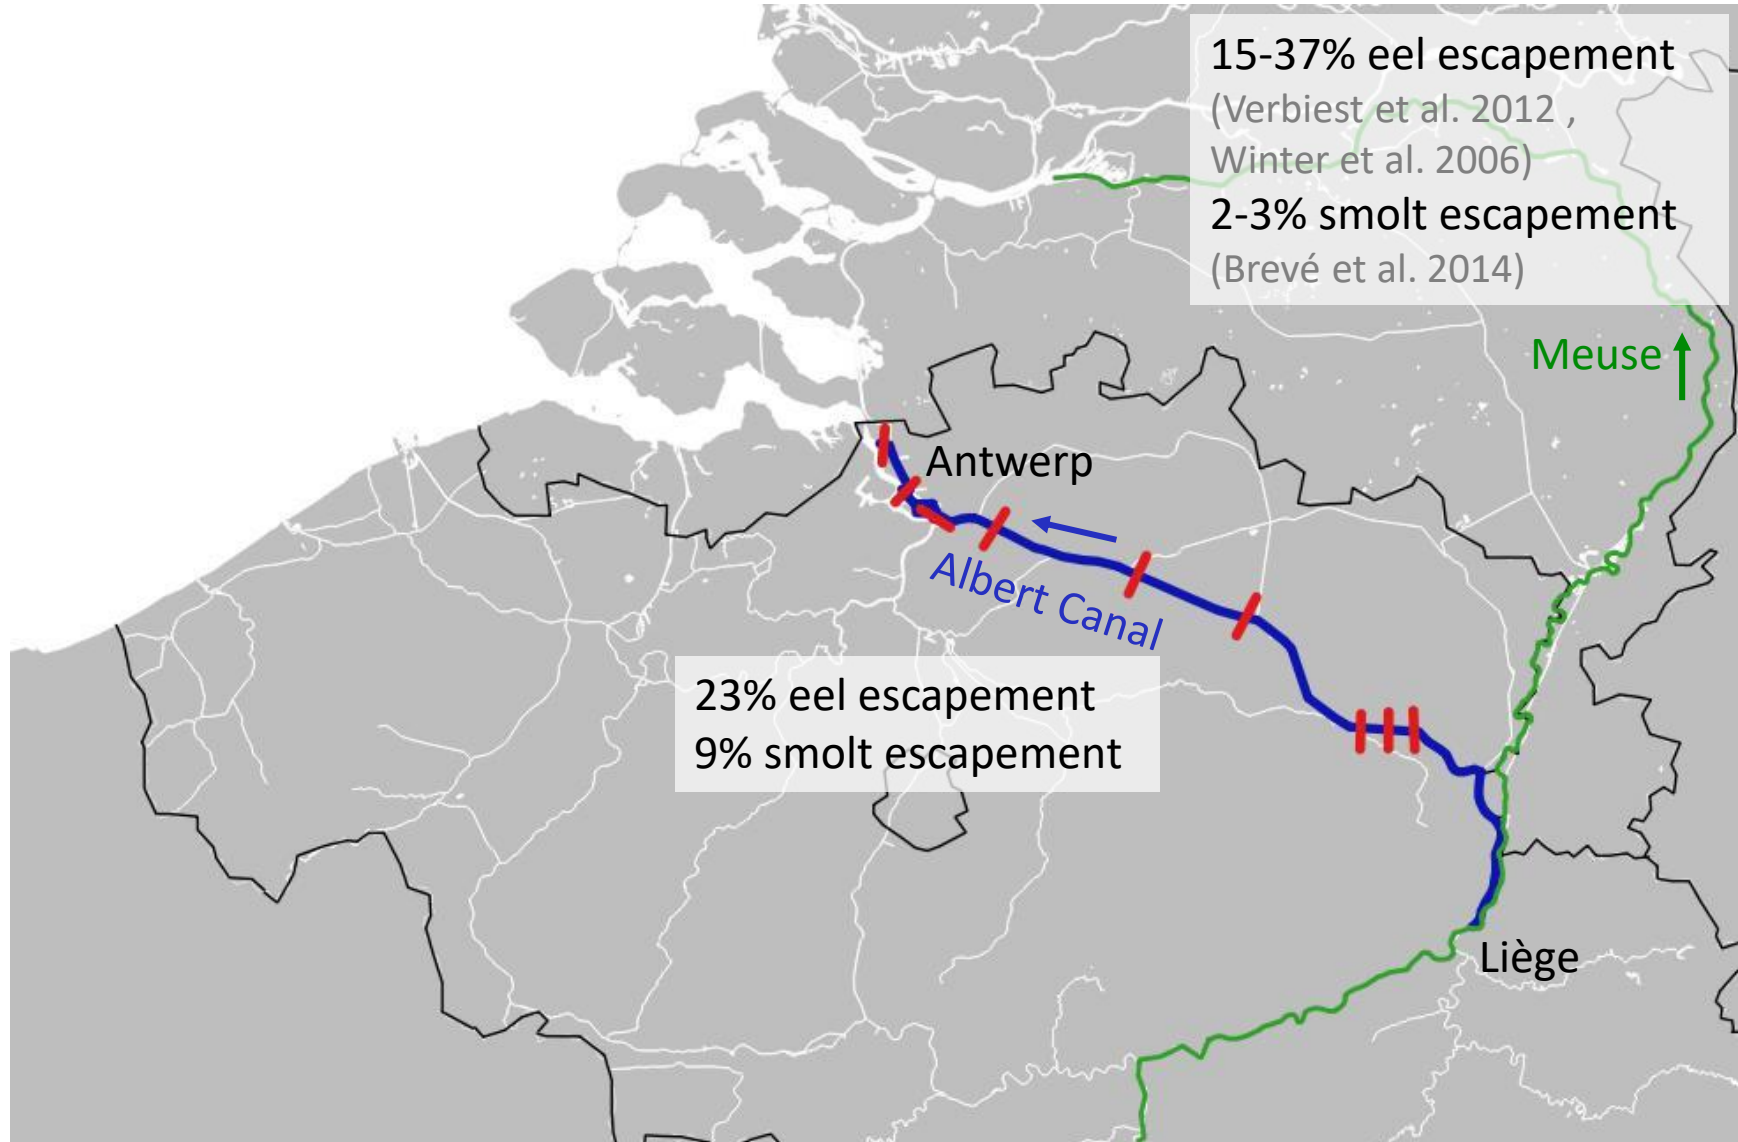 15-37% eel escapement
(Verbiest et al. 2012 ,
Winter et al. 2006)
2-3% smolt escapement
(Brevé et al. 2014)
Meuse
Antwerp
Albert Canal
23% eel escapement
9% smolt escapement
Liège